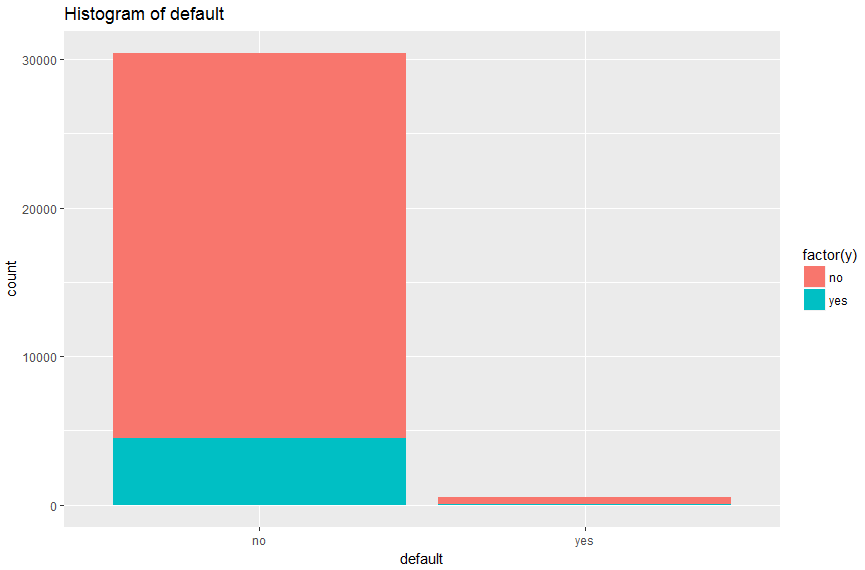 Histogram of default
30000
20000
10000
0
count
no
yes
default
factor(y)
no
yes